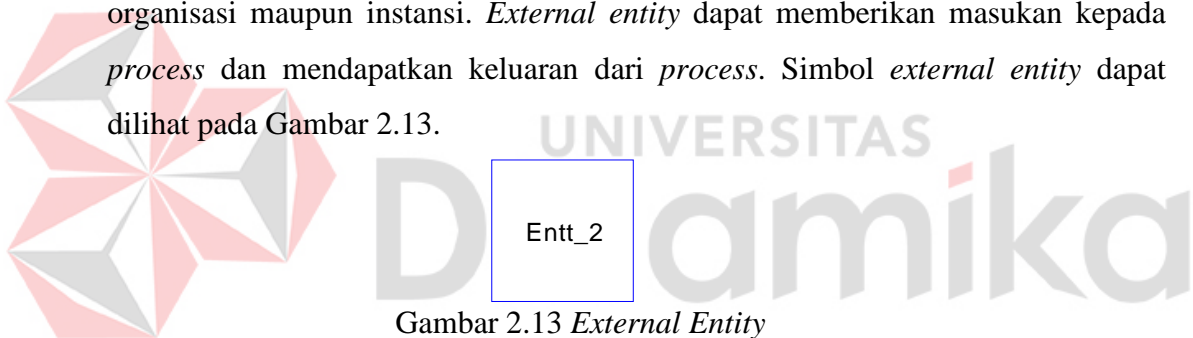 organisasi maupun instansi. External entity dapat memberikan masukan kepada
process dan mendapatkan keluaran dari process. Simbol external entity dapat
dilihat pada Gambar 2.13.
UNIVERSITAS
Dinamika
Entt_2
Gambar 2.13 External Entity